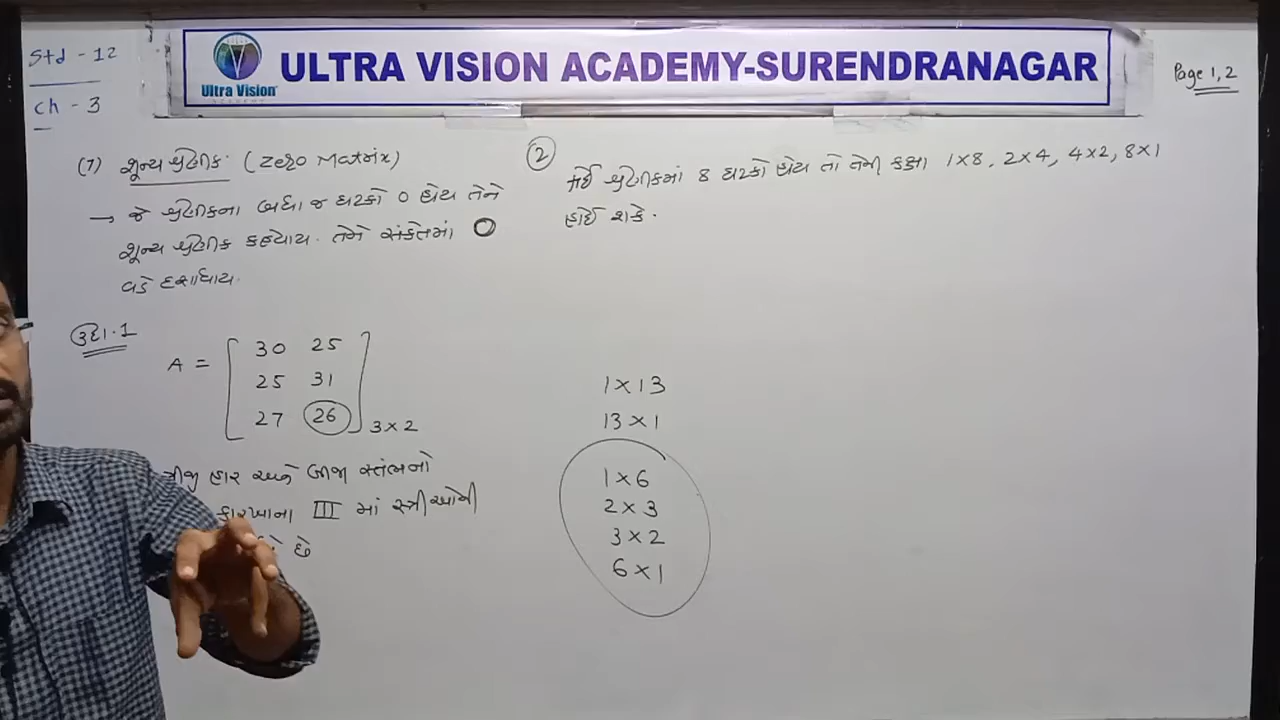 Std - 12
ch - 3
Ultra Vision
ACADEMY
ULTRA VISION ACADEMY-SURENDRANAGAR
Page 1, 2
(7) શૂન્ય શ્રેણિક (Zero Matrix)
→ જે શ્રેણિકના બધા જ ઘટકો 0 હોય તેને
શૂન્ય શ્રેણિક કહેવાય. તેને સંકેતમાં O
વડે દર્શાવાય.
ઉદા. 1
A = [ 30 25
25 31
27 26 ] 3 × 2
ત્રીજી હાર અને બીજા સ્તંભનો
કારખાના III માં સ્ત્રીઓની
છે
2
કોઈ શ્રેણિકમાં 8 ઘટકો હોય તો તેની કક્ષા 1 × 8, 2 × 4, 4 × 2, 8 × 1
હોઈ શકે.
1 × 13
13 × 1
1 × 6
2 × 3
3 × 2
6 × 1